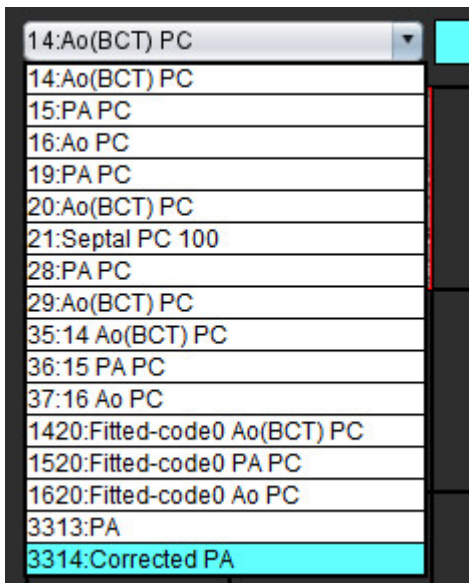 14:Ao(BCT) PC
14:Ao(BCT) PC
15:PA PC
16:Ao PC
19:PA PC
20:Ao(BCT) PC
21:Septal PC 100
28:PA PC
29:Ao(BCT) PC
35:14 Ao(BCT) PC
36:15 PA PC
37:16 Ao PC
1420:Fitted-code0 Ao(BCT) PC
1520:Fitted-code0 PA PC
1620:Fitted-code0 Ao PC
3313:PA
3314:Corrected PA